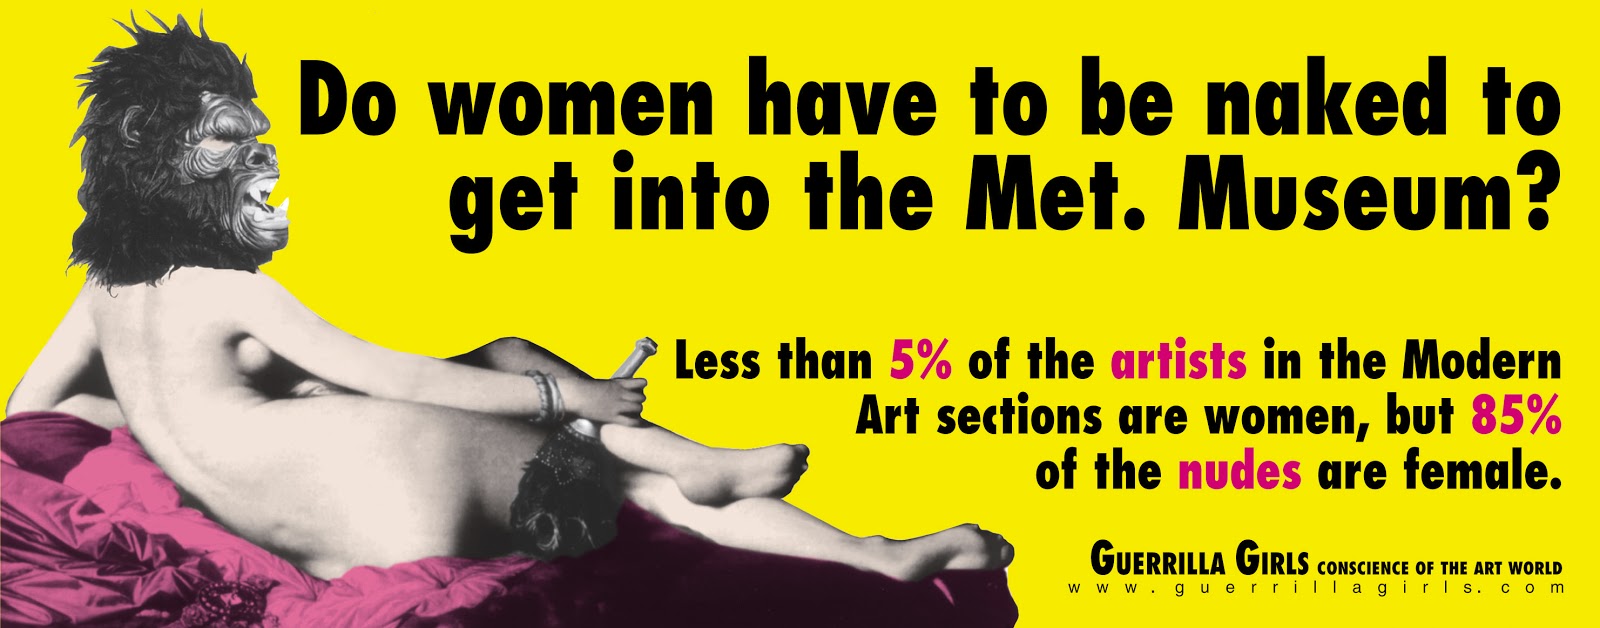 Do women have to be naked to
get into the Met. Museum?
Less than 5% of the artists in the Modern
Art sections are women, but 85%
of the nudes are female.
GUERRILLA GIRLS CONSCIENCE OF THE ART WORLD
www.guerrillagirls.com